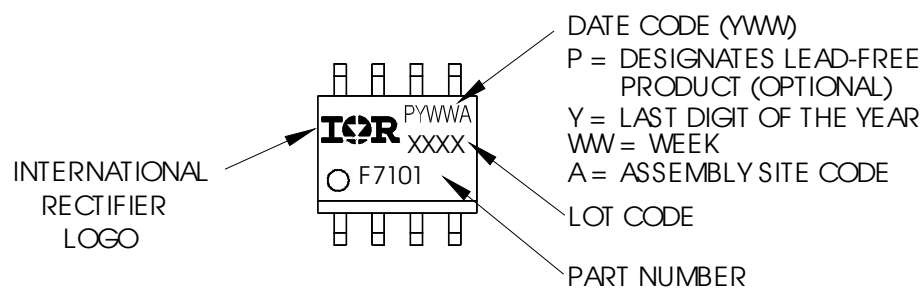 DATE CODE (YWW)
P = DESIGNATES LEAD-FREE
PRODUCT (OPTIONAL)
Y = LAST DIGIT OF THE YEAR
WW = WEEK
A = ASSEMBLY SITE CODE
LOT CODE
PART NUMBER
INTERNATIONAL
RECTIFIER
LOGO
IOR
PYWWA
XXXX
F7101